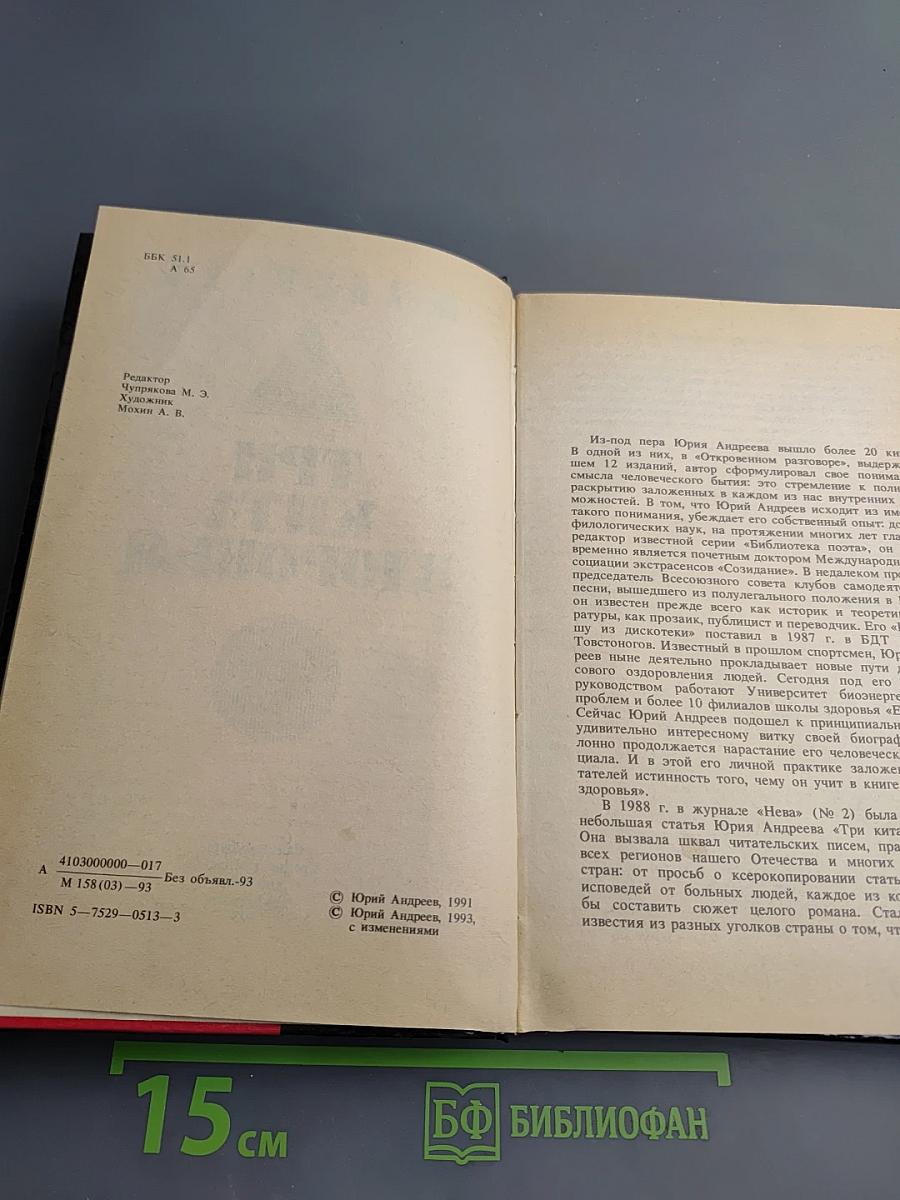 ББК 51.1
А 65
Редактор
Чупрякова М. Э.
Художник
Мохин А. В.
А 4103000000—017
М 158(03)—93 Без объявл.-93
ISBN 5—7529—0513—3
© Юрий Андреев, 1991
© Юрий Андреев, 1993,
с изменениями
Из-под пера Юрия Андреева вышло более 20 кни
В одной из них, в «Откровенном разговоре», выдерж
шем 12 изданий, автор сформулировал свое понима
смысла человеческого бытия: это стремление к полн
раскрытию заложенных в каждом из нас внутренних
можностей. В том, что Юрий Андреев исходит из име
такого понимания, убеждает его собственный опыт: до
филологических наук, на протяжении многих лет гла
редактор известной серии «Библиотека поэта», он
временно является почетным доктором Международн
социации экстрасенсов «Созидание». В недалеком про
председатель Всесоюзного совета клубов самодеят
песни, вышедшего из полулегального положения в
он известен прежде всего как историк и теорети
ратуры, как прозаик, публицист и переводчик. Его
шу из дискотеки» поставил в 1987 г. в БДТ
Товстоногов. Известный в прошлом спортсмен, Юр
реев ныне деятельно прокладывает новые пути д
сового оздоровления людей. Сегодня под его
руководством работают Университет биоэнерге
проблем и более 10 филиалов школы здоровья «Е
Сейчас Юрий Андреев подошел к принципиальн
удивительно интересному витку своей биограф
лонно продолжается нарастание его человеческ
циала. И в этой его личной практике заложен
тателей истинность того, чему он учит в книге
здоровья».
В 1988 г. в журнале «Нева» (№ 2) была
небольшая статья Юрия Андреева «Три кита
Она вызвала шквал читательских писем, пра
всех регионов нашего Отечества и многих
стран: от просьб о ксерокопировании стать
исповедей от больных людей, каждое из ко
бы составить сюжет целого романа. Стал
известия из разных уголков страны о том, чт
15 см
БФ БИБЛИОФАН